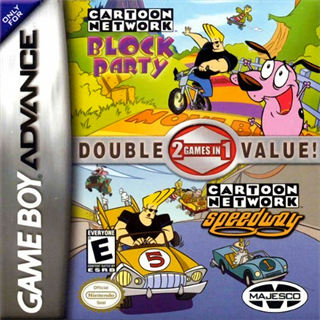 ONLY FOR
GAME BOY ADVANCE
CARTOON NETWORK
BLOCK PARTY
MOVE
DOUBLE 2 GAMES IN 1 VALUE!
CARTOON NETWORK
Speedway
5
EVERYONE
E
ESRB
Official
Nintendo
Seal
MAJESCO